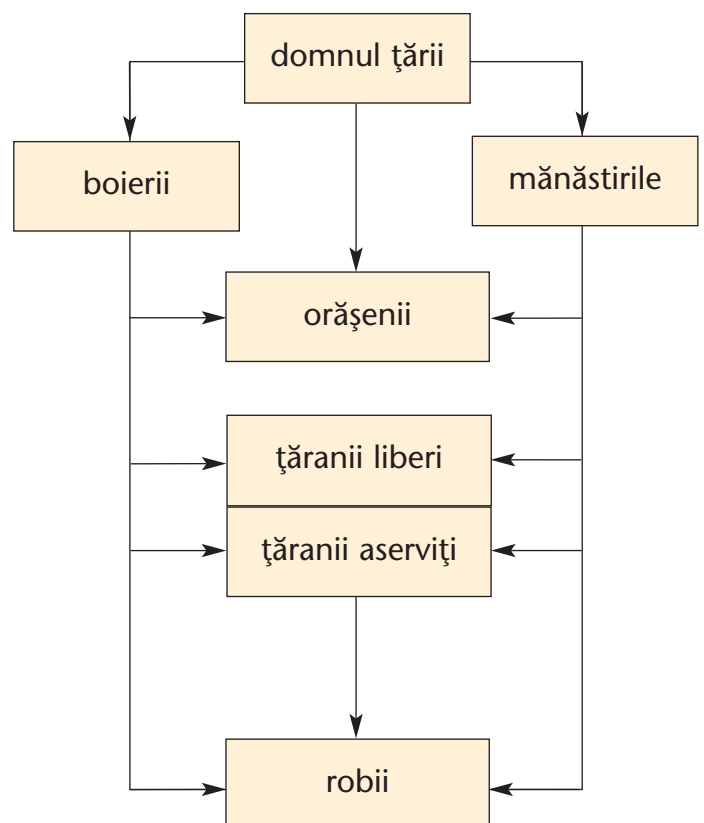 domnul ţării
boierii
mănăstirile
orăşenii
ţăranii liberi
ţăranii aserviţi
robii